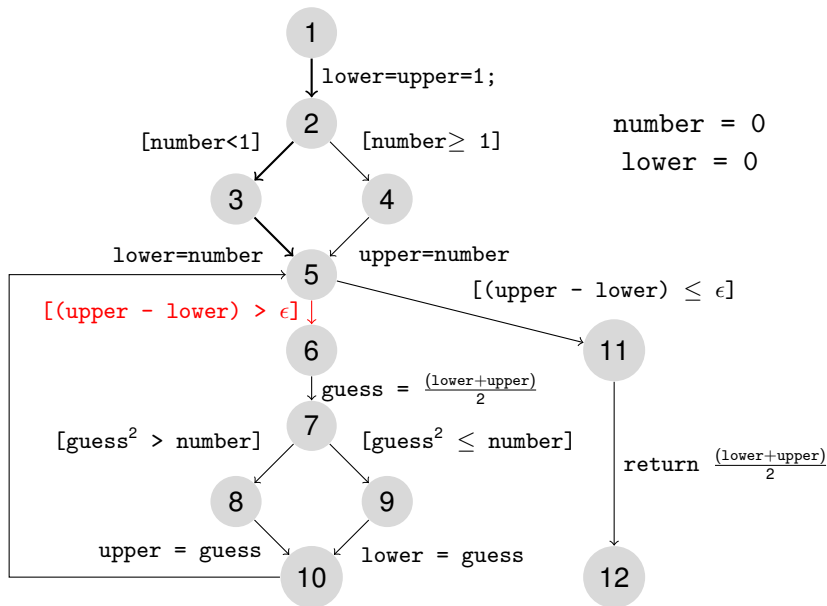 1
lower=upper=1;
2
number = 0
[number<1] [number≥ 1]
lower = 0
3 4
lower=number upper=number
5
[(upper - lower) ≤ ϵ]
[(upper - lower) > ϵ]
6 11
guess = (lower+upper)/2
7
[guess² > number] [guess² ≤ number]
return (lower+upper)/2
8 9
upper = guess lower = guess
10 12